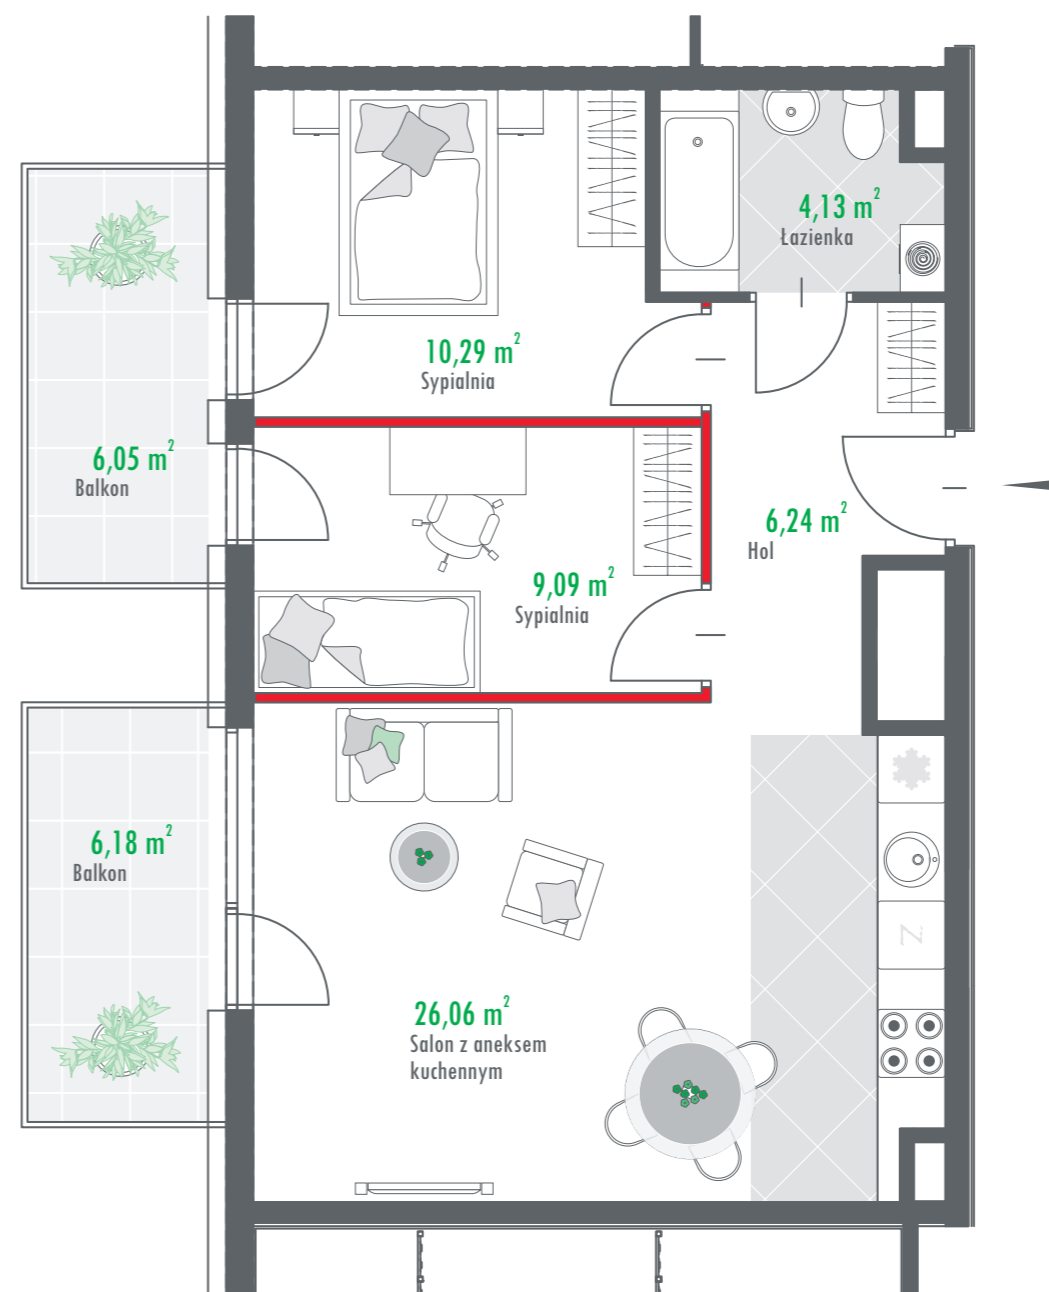 4,13 m²
Łazienka
10,29 m²
Sypialnia
6,05 m²
Balkon
6,24 m²
Hol
9,09 m²
Sypialnia
6,18 m²
Balkon
Z
26,06 m²
Salon z aneksem
kuchennym